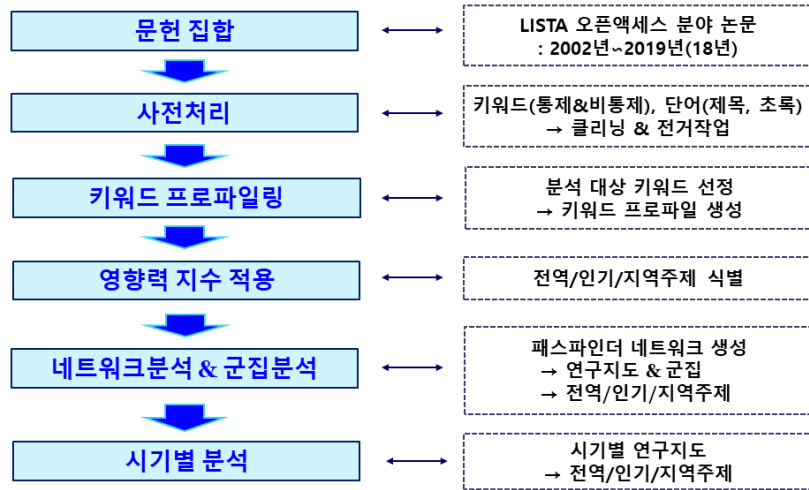 문헌 집합
LISTA 오픈액세스 분야 논문
: 2002년~2019년(18년)
사전처리
키워드(통제&비통제), 단어(제목, 초록)
→ 클리닝 & 전거작업
키워드 프로파일링
분석 대상 키워드 선정
→ 키워드 프로파일 생성
영향력 지수 적용
전역/인기/지역주제 식별
네트워크분석 & 군집분석
패스파인더 네트워크 생성
→ 연구지도 & 군집
→ 전역/인기/지역주제
시기별 분석
시기별 연구지도
→ 전역/인기/지역주제